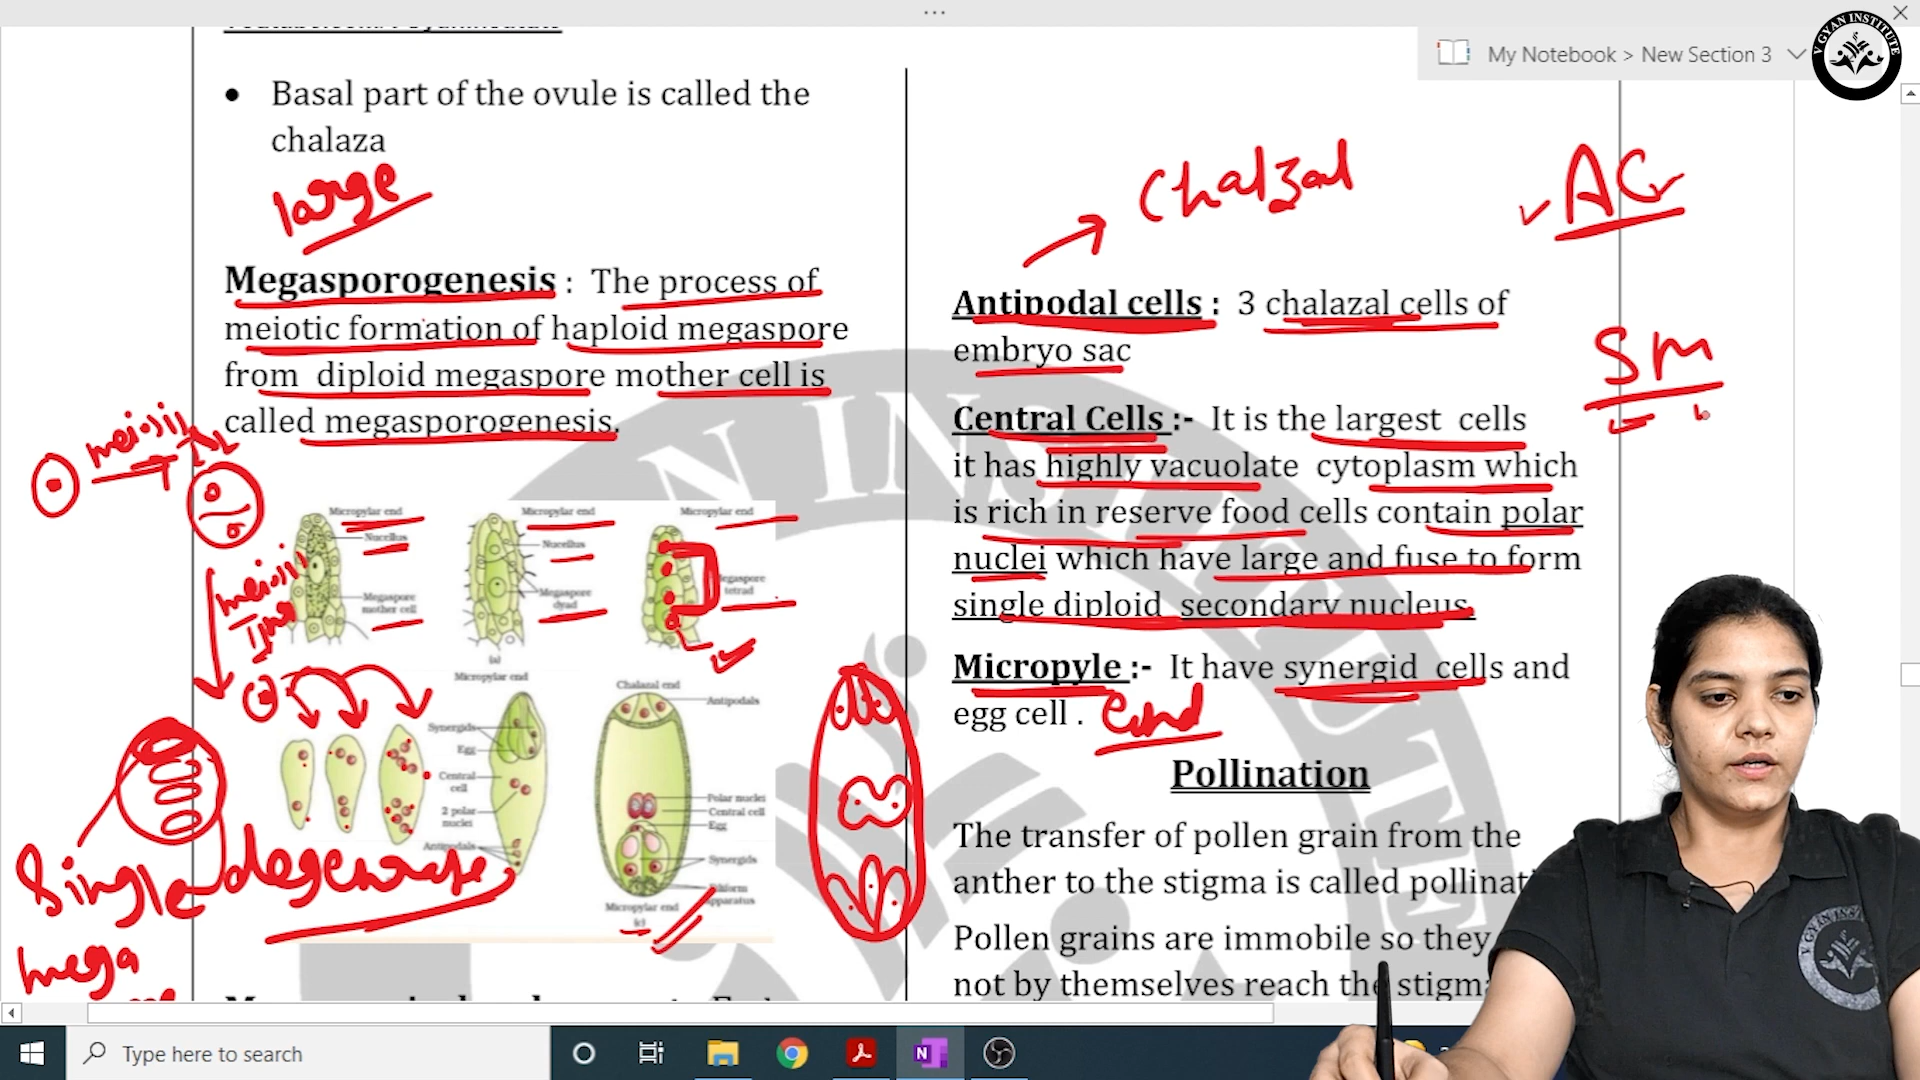 My Notebook > New Section 3
V GYAN INSTITUTE
• Basal part of the ovule is called the
chalaza
large
Megasporogenesis : The process of
meiotic formation of haploid megaspore
from diploid megaspore mother cell is
called megasporogenesis.
meiosis
meiosis
Micropylar end
Nucellus
Megaspore
mother cell
Micropylar end
Nucellus
Megaspore
dyad
(a)
Micropylar end
egaspore
tetrad
Micropylar end
Synergids
Egg
Central
cell
2 polar
nuclei
Antipodals
Chalazal end
Antipodals
Polar nuclei
Central cell
Egg
Synergids
filiform
apparatus
Micropylar end
(c)
Single degenerate
mega
Chalzal
Antipodal cells : 3 chalazal cells of
embryo sac
SM
Central Cells :- It is the largest cells
it has highly vacuolate cytoplasm which
is rich in reserve food cells contain polar
nuclei which have large and fuse to form
single diploid secondary nucleus.
Micropyle :- It have synergid cells and
egg cell . end
Pollination
The transfer of pollen grain from the
anther to the stigma is called pollinati
Pollen grains are immobile so they
not by themselves reach the stigma
V GYAN INSTITUTE
Type here to search